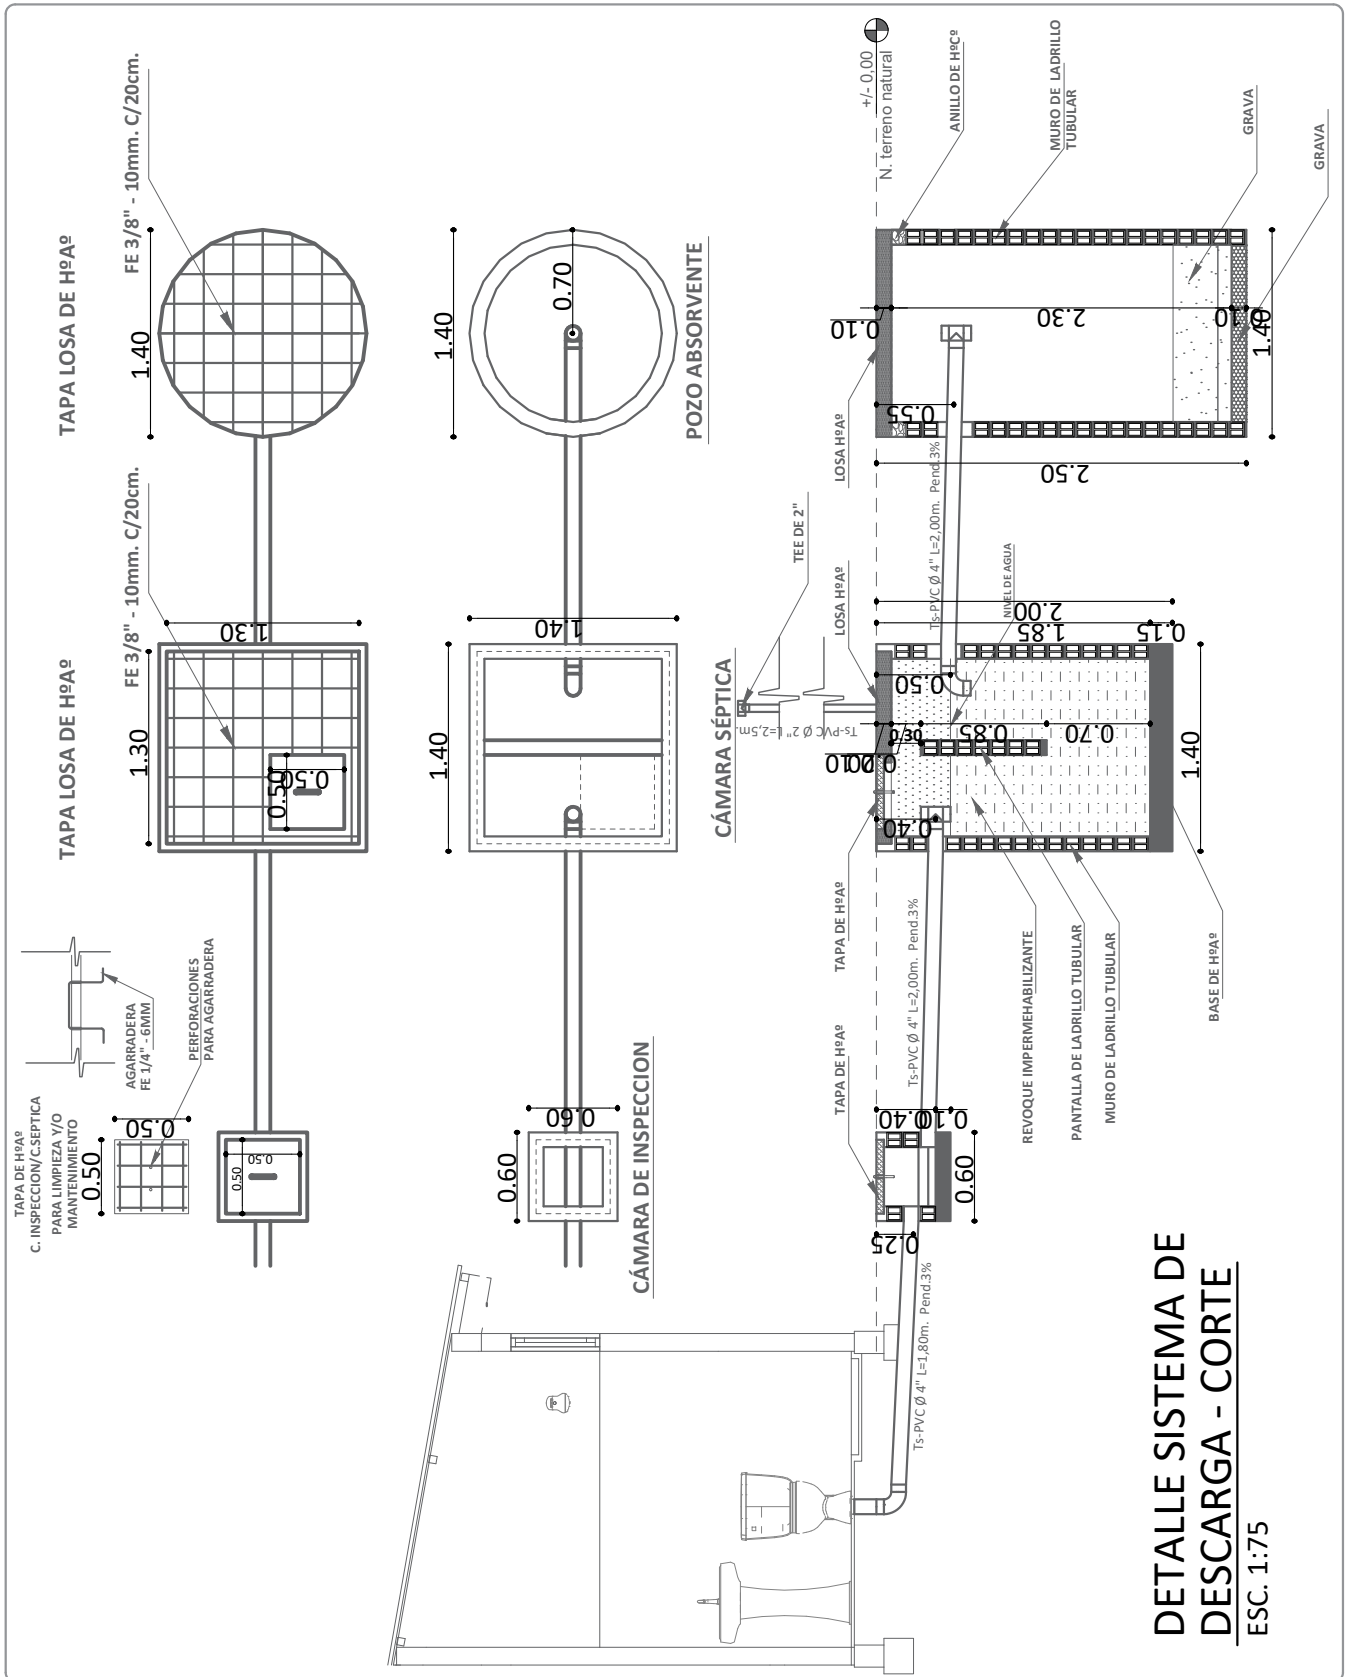 TAPA LOSA DE HºAº
FE 3/8" - 10mm. C/20cm.
1.40
TAPA LOSA DE HºAº
FE 3/8" - 10mm. C/20cm.
1.30
1.30
0.50
0.50
AGARRADERA
FE 1/4" - 6MM
PERFORACIONES
PARA AGARRADERA
TAPA DE HºAº
C. INSPECCION/C.SEPTICA
PARA LIMPIEZA Y/O
MANTENIMIENTO
0.50
0.50
0.50
0.50
1.40
0.70
POZO ABSORVENTE
1.40
1.40
CÁMARA SÉPTICA
0.60
0.60
CÁMARA DE INSPECCION
+/- 0,00
N. terreno natural
ANILLO DE HºCº
MURO DE LADRILLO
TUBULAR
GRAVA
GRAVA
LOSA HºAº
0.10
2.30
0.55
2.50
1.40
TEE DE 2"
Ts-PVC Ø 2" L=2,5m.
LOSA HºAº
Ts-PVC Ø 4" L=2,00m. Pend.3%
NIVEL DE AGUA
2.00
1.85
0.15
0.50
0.30
0.85
0.70
0.40
1.40
TAPA DE HºAº
Ts-PVC Ø 4" L=2,00m. Pend.3%
REVOQUE IMPERMEHABILIZANTE
PANTALLA DE LADRILLO TUBULAR
MURO DE LADRILLO TUBULAR
BASE DE HºAº
TAPA DE HºAº
0.40
0.10
0.60
0.25
Ts-PVC Ø 4" L=1,80m. Pend.3%
DETALLE SISTEMA DE
DESCARGA - CORTE
ESC. 1:75